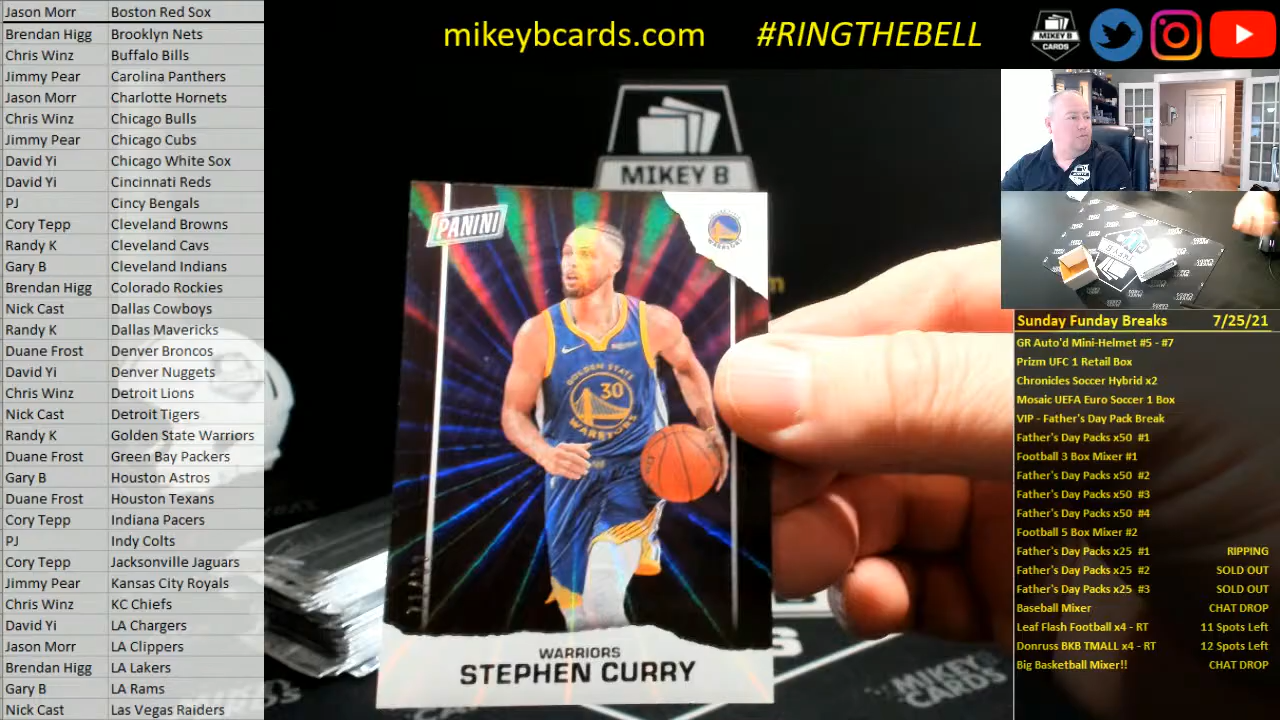 Jason Morr Boston Red Sox
Brendan Higg Brooklyn Nets
Chris Winz Buffalo Bills
Jimmy Pear Carolina Panthers
Jason Morr Charlotte Hornets
Chris Winz Chicago Bulls
Jimmy Pear Chicago Cubs
David Yi Chicago White Sox
David Yi Cincinnati Reds
PJ Cincy Bengals
Cory Tepp Cleveland Browns
Randy K Cleveland Cavs
Gary B Cleveland Indians
Brendan Higg Colorado Rockies
Nick Cast Dallas Cowboys
Randy K Dallas Mavericks
Duane Frost Denver Broncos
David Yi Denver Nuggets
Chris Winz Detroit Lions
Nick Cast Detroit Tigers
Randy K Golden State Warriors
Duane Frost Green Bay Packers
Gary B Houston Astros
Duane Frost Houston Texans
Cory Tepp Indiana Pacers
PJ Indy Colts
Cory Tepp Jacksonville Jaguars
Jimmy Pear Kansas City Royals
Chris Winz KC Chiefs
David Yi LA Chargers
Jason Morr LA Clippers
Brendan Higg LA Lakers
Gary B LA Rams
Nick Cast Las Vegas Raiders
mikeybcards.com #RINGTHEBELL
MIKEY B
CARDS
MIKEY B
PANINI
GOLDEN STATE
30
WARRIORS
WARRIORS
STEPHEN CURRY
MIKEY B
CARDS
Sunday Funday Breaks 7/25/21
GR Auto'd Mini-Helmet #5 - #7
Prizm UFC 1 Retail Box
Chronicles Soccer Hybrid x2
Mosaic UEFA Euro Soccer 1 Box
VIP - Father's Day Pack Break
Father's Day Packs x50 #1
Football 3 Box Mixer #1
Father's Day Packs x50 #2
Father's Day Packs x50 #3
Father's Day Packs x50 #4
Football 5 Box Mixer #2
Father's Day Packs x25 #1 RIPPING
Father's Day Packs x25 #2 SOLD OUT
Father's Day Packs x25 #3 SOLD OUT
Baseball Mixer CHAT DROP
Leaf Flash Football x4 - RT 11 Spots Left
Donruss BKB TMALL x4 - RT 12 Spots Left
Big Basketball Mixer!! CHAT DROP